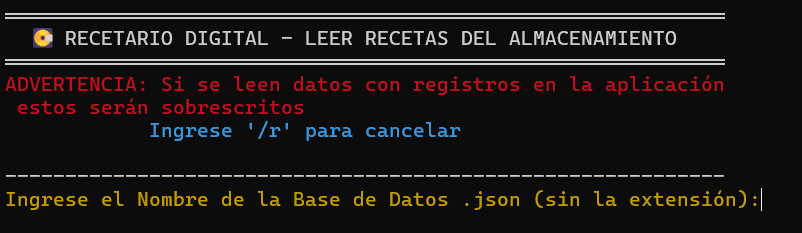 RECETARIO DIGITAL - LEER RECETAS DEL ALMACENAMIENTO
ADVERTENCIA: Si se leen datos con registros en la aplicación
estos serán sobrescritos
Ingrese '/r' para cancelar
------------------------------------------------------------
Ingrese el Nombre de la Base de Datos .json (sin la extensión):